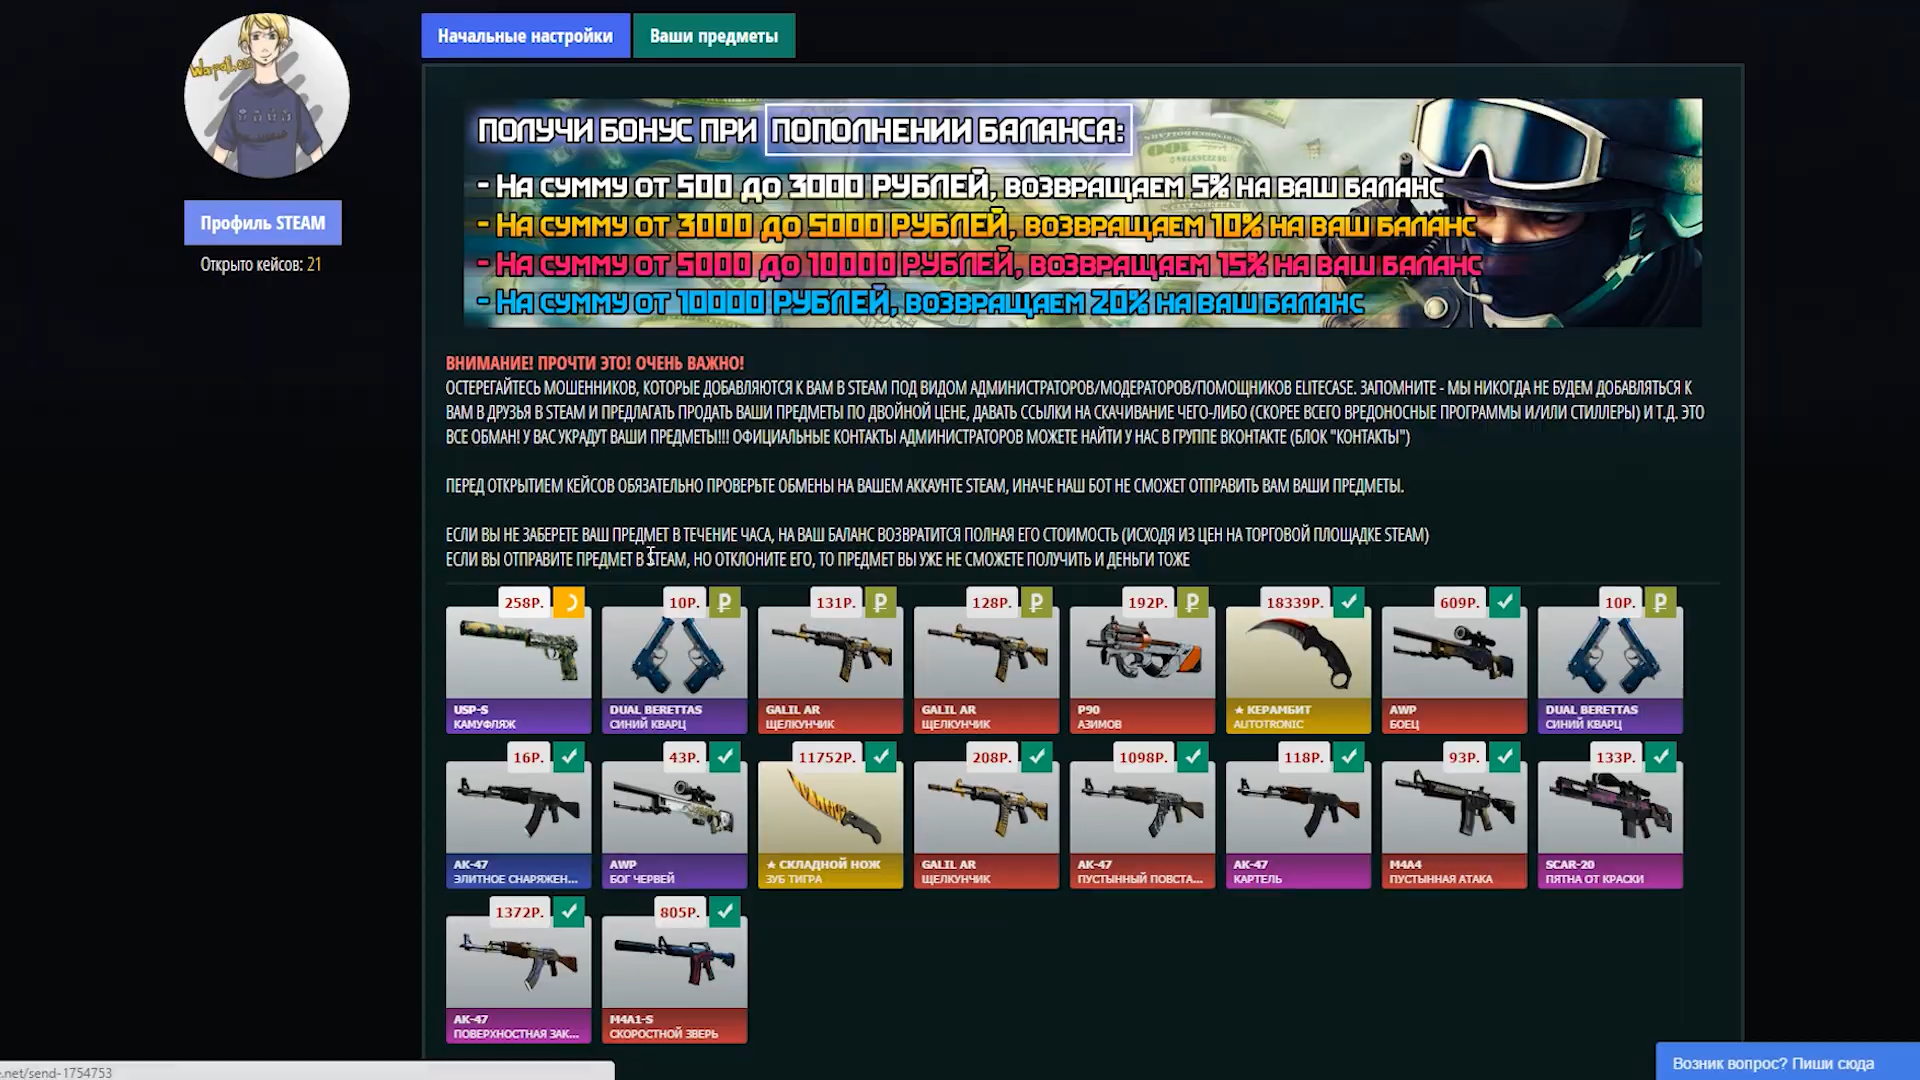 Начальные настройки
Ваши предметы
Профиль STEAM
Открыто кейсов: 21
ПОЛУЧИ БОНУС ПРИ ПОПОЛНЕНИИ БАЛАНСА:
- НА СУММУ ОТ 500 ДО 3000 РУБЛЕЙ, ВОЗВРАЩАЕМ 5% НА ВАШ БАЛАНС
- НА СУММУ ОТ 3000 ДО 5000 РУБЛЕЙ, ВОЗВРАЩАЕМ 10% НА ВАШ БАЛАНС
- НА СУММУ ОТ 5000 ДО 10000 РУБЛЕЙ, ВОЗВРАЩАЕМ 15% НА ВАШ БАЛАНС
- НА СУММУ ОТ 10000 РУБЛЕЙ, ВОЗВРАЩАЕМ 20% НА ВАШ БАЛАНС
ВНИМАНИЕ! ПРОЧТИ ЭТО! ОЧЕНЬ ВАЖНО!
ОСТЕРЕГАЙТЕСЬ МОШЕННИКОВ, КОТОРЫЕ ДОБАВЛЯЮТСЯ К ВАМ В STEAM ПОД ВИДОМ АДМИНИСТРАТОРОВ/МОДЕРАТОРОВ/ПОМОЩНИКОВ ELITECASE. ЗАПОМНИТЕ - МЫ НИКОГДА НЕ БУДЕМ ДОБАВЛЯТЬСЯ К
ВАМ В ДРУЗЬЯ В STEAM И ПРЕДЛАГАТЬ ПРОДАТЬ ВАШИ ПРЕДМЕТЫ ПО ДВОЙНОЙ ЦЕНЕ, ДАВАТЬ ССЫЛКИ НА СКАЧИВАНИЕ ЧЕГО-ЛИБО (СКОРЕЕ ВСЕГО ВРЕДОНОСНЫЕ ПРОГРАММЫ И/ИЛИ СТИЛЛЕРЫ) И Т.Д. ЭТО
ВСЕ ОБМАН! У ВАС УКРАДУТ ВАШИ ПРЕДМЕТЫ!!! ОФИЦИАЛЬНЫЕ КОНТАКТЫ АДМИНИСТРАТОРОВ МОЖЕТЕ НАЙТИ У НАС В ГРУППЕ ВКОНТАКТЕ (БЛОК "КОНТАКТЫ")
ПЕРЕД ОТКРЫТИЕМ КЕЙСОВ ОБЯЗАТЕЛЬНО ПРОВЕРЬТЕ ОБМЕНЫ НА ВАШЕМ АККАУНТЕ STEAM, ИНАЧЕ НАШ БОТ НЕ СМОЖЕТ ОТПРАВИТЬ ВАМ ВАШИ ПРЕДМЕТЫ.
ЕСЛИ ВЫ НЕ ЗАБЕРЕТЕ ВАШ ПРЕДМЕТ В ТЕЧЕНИЕ ЧАСА, НА ВАШ БАЛАНС ВОЗВРАТИТСЯ ПОЛНАЯ ЕГО СТОИМОСТЬ (ИСХОДЯ ИЗ ЦЕН НА ТОРГОВОЙ ПЛОЩАДКЕ STEAM)
ЕСЛИ ВЫ ОТПРАВИТЕ ПРЕДМЕТ В STEAM, НО ОТКЛОНИТЕ ЕГО, ТО ПРЕДМЕТ ВЫ УЖЕ НЕ СМОЖЕТЕ ПОЛУЧИТЬ И ДЕНЬГИ ТОЖЕ
258Р. 10Р. ₽ 131Р. ₽ 128Р. ₽ 192Р. ₽ 18339Р. 609Р. 10Р. ₽
USP-S DUAL BERETTAS GALIL AR GALIL AR P90 ★ КЕРАМБИТ AWP DUAL BERETTAS
КАМУФЛЯЖ СИНИЙ КВАРЦ ЩЕЛКУНЧИК ЩЕЛКУНЧИК АЗИМОВ AUTOTRONIC БОЕЦ СИНИЙ КВАРЦ
16Р. 43Р. 11752Р. 208Р. 1098Р. 118Р. 93Р. 133Р.
AK-47 AWP ★ СКЛАДНОЙ НОЖ GALIL AR AK-47 AK-47 M4A4 SCAR-20
ЭЛИТНОЕ СНАРЯЖЕН... БОГ ЧЕРВЕЙ ЗУБ ТИГРА ЩЕЛКУНЧИК ПУСТЫННЫЙ ПОВСТА... КАРТЕЛЬ ПУСТЫННАЯ АТАКА ПЯТНА ОТ КРАСКИ
1372Р. 805Р.
AK-47 M4A1-S
ПОВЕРХНОСТНАЯ ЗАК... СКОРОСТНОЙ ЗВЕРЬ
.net/send-1754753
Возник вопрос? Пиши сюда